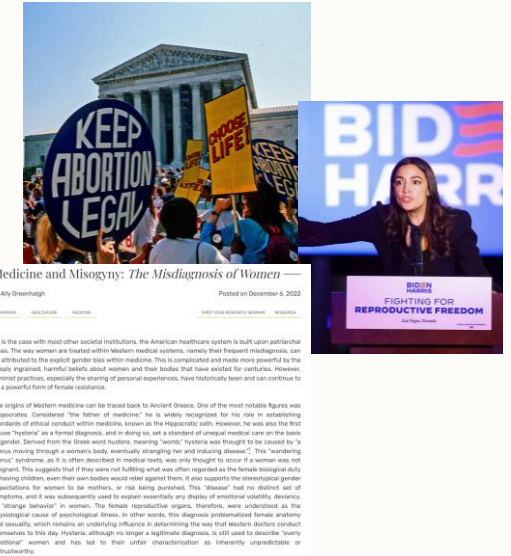 KEEP
ABORTION
LEGAL
CHOOSE
LIFE!
LIFE!
KEEP
LEG
BID
HARR
BIDEN
HARRIS
FIGHTING FOR
REPRODUCTIVE FREEDOM
Las Vegas, Nevada
Medicine and Misogyny: The Misdiagnosis of Women
Ally Greenhalgh
Posted on December 6, 2022
HEALTHCARE
MEDICINE
FIRST-YEAR RESEARCH SEMINAR
RESEARCH
is the case with most other societal institutions, the American healthcare system is built upon patriarchal
as. The way women are treated within Western medical systems, namely their frequent misdiagnosis, can
attributed to the explicit gender bias within medicine. This is complicated and made more powerful by the
eply ingrained, harmful beliefs about women and their bodies that have existed for centuries. However,
minist practices, especially the sharing of personal experiences, have historically been and can continue to
a powerful form of female resistance.
e origins of Western medicine can be traced back to Ancient Greece. One of the most notable figures was
ppocrates. Considered “the father of medicine,” he is widely recognized for his role in establishing
andards of ethical conduct within medicine, known as the Hippocratic oath. However, he was also the first
use “hysteria” as a formal diagnosis, and in doing so, set a standard of unequal medical care on the basis
gender. Derived from the Greek word hustera, meaning “womb,” hysteria was thought to be caused by “a
erus moving through a woman’s body, eventually strangling her and inducing disease.”1 This “wandering
erus” syndrome, as it is often described in medical texts, was only thought to occur if a woman was not
egnant. This suggests that if they were not fulfilling what was often regarded as the female biological duty
having children, even their own bodies would rebel against them. It also supports the stereotypical gender
pectations for women to be mothers, or risk being punished. This “disease” had no distinct set of
mptoms, and it was subsequently used to explain essentially any display of emotional volatility, deviancy,
“strange behavior” in women. The female reproductive organs, therefore, were understood as the
ysiological cause of psychological illness. In other words, this diagnosis problematized female anatomy
d sexuality, which remains an underlying influence in determining the way that Western doctors conduct
emselves to this day. Hysteria, although no longer a legitimate diagnosis, is still used to describe “overly
otional” women and has led to their unfair characterization as inherently unpredictable or
trustworthy.